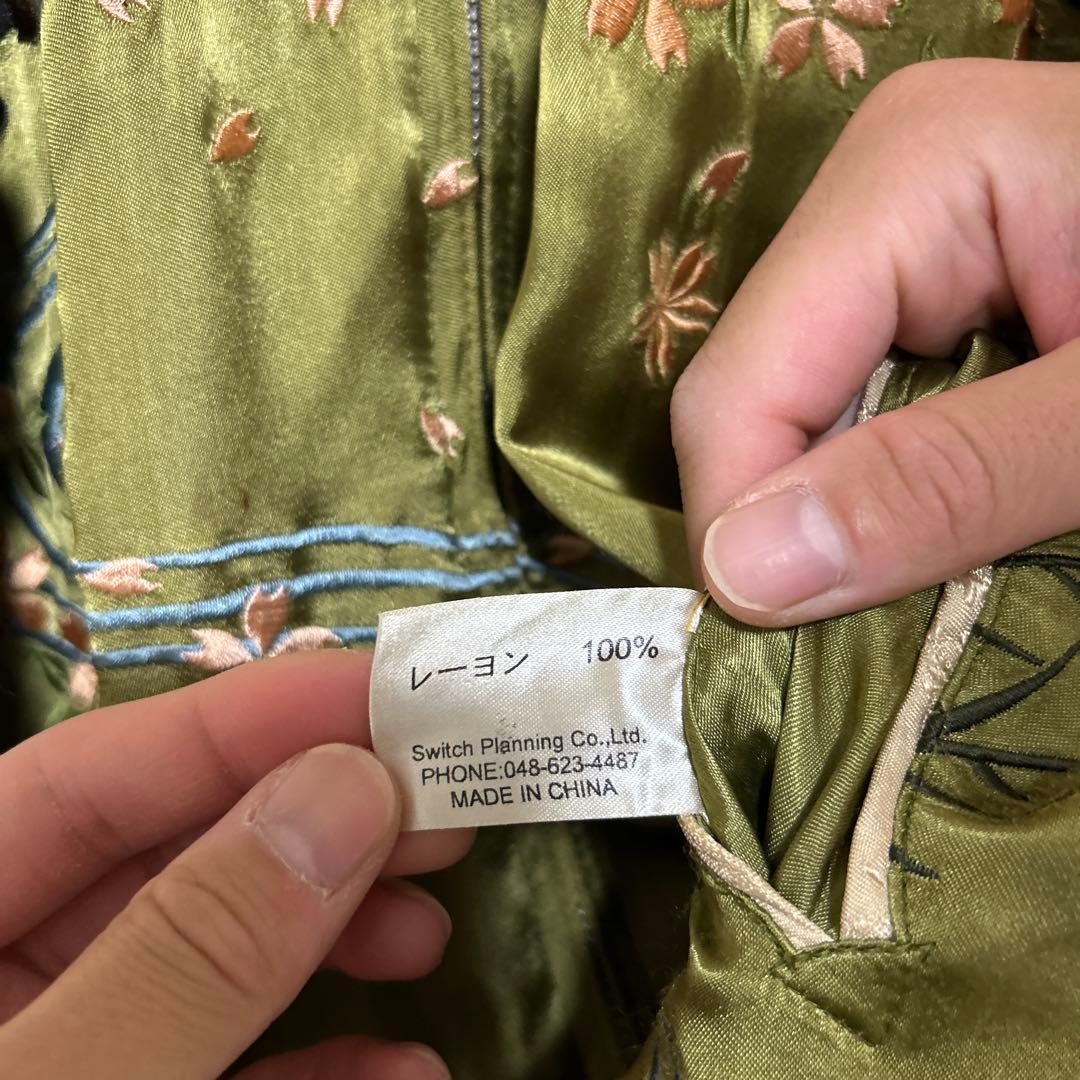 レーヨン 100%
Switch Planning Co.,Ltd.
PHONE:048-623-4487
MADE IN CHINA